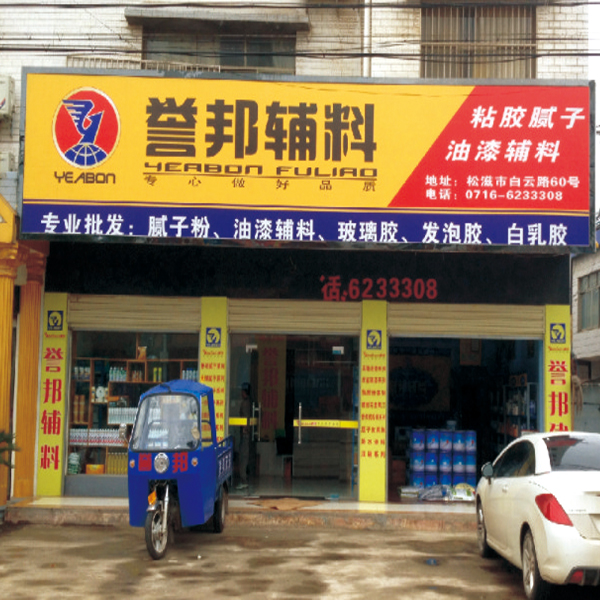 YEABON
誉邦辅料
YEABON FULIAO
专心做好品质
粘胶腻子
油漆辅料
地址：松滋市白云路60号
电话：0716-6233308
专业批发：腻子粉、油漆辅料、玻璃胶、发泡胶、白乳胶
话:6233308
誉邦辅料
誉邦
誉邦辅